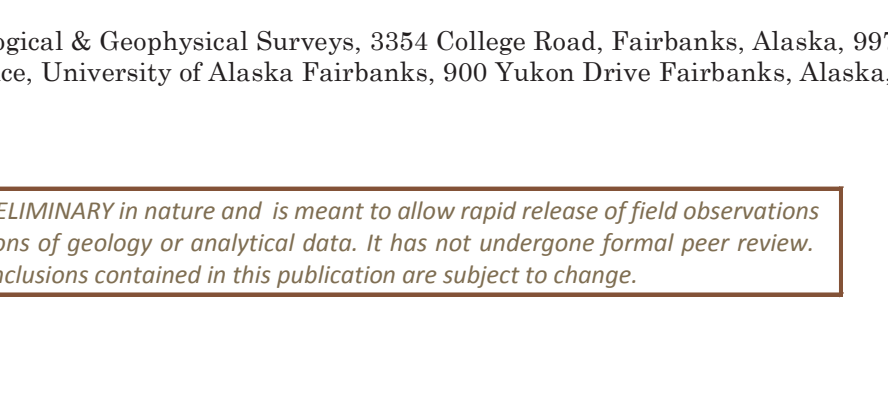 ogical & Geophysical Surveys, 3354 College Road, Fairbanks, Alaska, 997
ce, University of Alaska Fairbanks, 900 Yukon Drive Fairbanks, Alaska,
ELIMINARY in nature and is meant to allow rapid release of field observations
ons of geology or analytical data. It has not undergone formal peer review.
nclusions contained in this publication are subject to change.